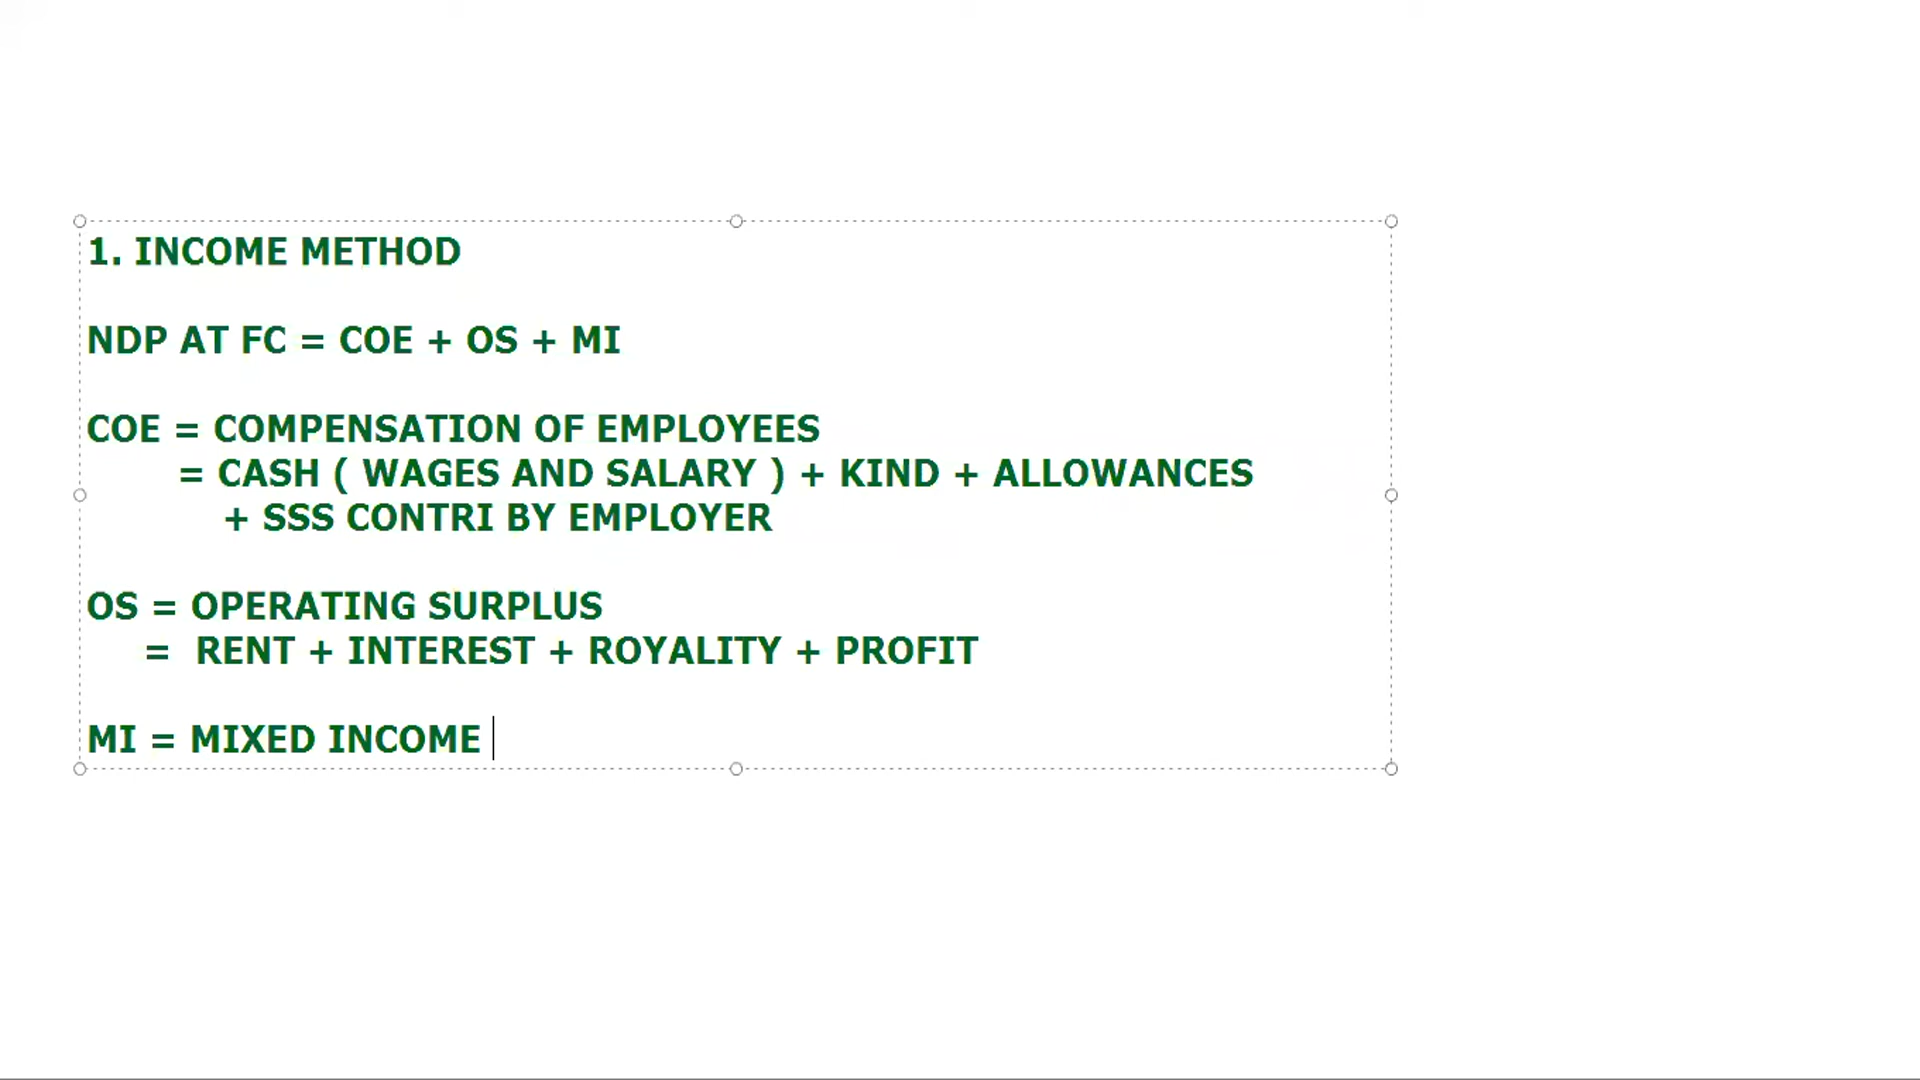 1. INCOME METHOD
NDP AT FC = COE + OS + MI
COE = COMPENSATION OF EMPLOYEES
= CASH ( WAGES AND SALARY ) + KIND + ALLOWANCES
+ SSS CONTRI BY EMPLOYER
OS = OPERATING SURPLUS
= RENT + INTEREST + ROYALITY + PROFIT
MI = MIXED INCOME